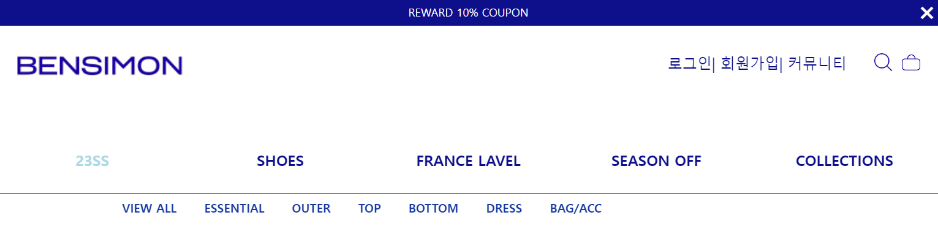 REWARD 10% COUPON
BENSIMON
로그인| 회원가입| 커뮤니티
23SS SHOES FRANCE LAVEL SEASON OFF COLLECTIONS
VIEW ALL ESSENTIAL OUTER TOP BOTTOM DRESS BAG/ACC